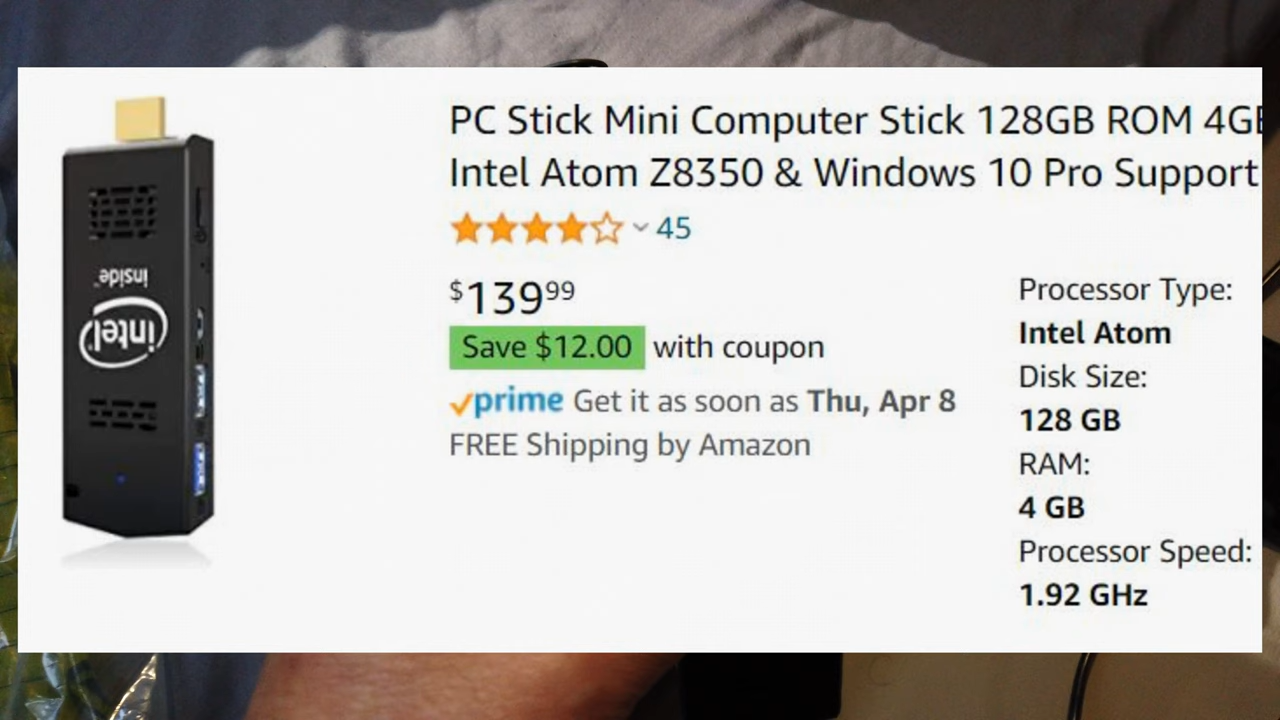 PC Stick Mini Computer Stick 128GB ROM 4GB
Intel Atom Z8350 & Windows 10 Pro Support
45
$139.99
Save $12.00 with coupon
prime Get it as soon as Thu, Apr 8
FREE Shipping by Amazon
Processor Type:
Intel Atom
Disk Size:
128 GB
RAM:
4 GB
Processor Speed:
1.92 GHz
intel
inside